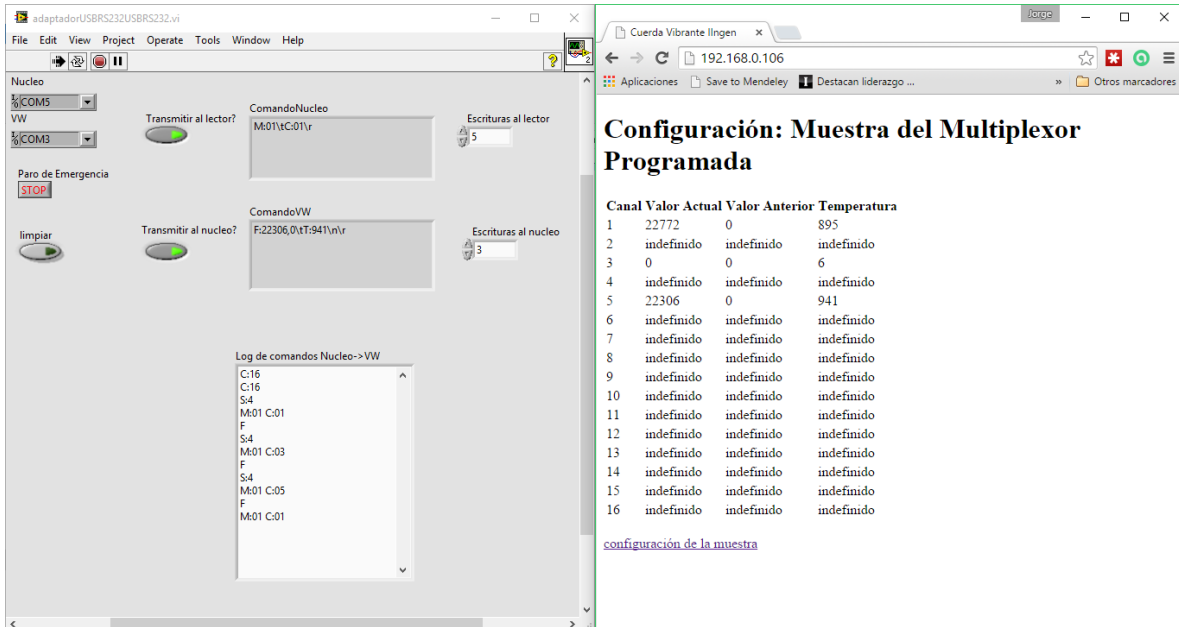 adaptadorUSBRS232USBRS232.vi
File Edit View Project Operate Tools Window Help
2
Nucleo
COM5
VW
COM3
Paro de Emergencia
STOP
limpiar
Transmitir al lector?
ComandoNucleo
M:01\tC:01\r
Escrituras al lector
5
Transmitir al nucleo?
ComandoVW
F:22306,0\tT:941\n\r
Escrituras al nucleo
3
Log de comandos Nucleo->VW
C:16
C:16
S:4
M:01 C:01
F
S:4
M:01 C:03
F
S:4
M:01 C:05
F
M:01 C:01
Jorge
Cuerda Vibrante IIngen
192.168.0.106
Aplicaciones Save to Mendeley Destacan liderazgo ... » Otros marcadores
Configuración: Muestra del Multiplexor
Programada
Canal Valor Actual Valor Anterior Temperatura
1 22772 0 895
2 indefinido indefinido indefinido
3 0 0 6
4 indefinido indefinido indefinido
5 22306 0 941
6 indefinido indefinido indefinido
7 indefinido indefinido indefinido
8 indefinido indefinido indefinido
9 indefinido indefinido indefinido
10 indefinido indefinido indefinido
11 indefinido indefinido indefinido
12 indefinido indefinido indefinido
13 indefinido indefinido indefinido
14 indefinido indefinido indefinido
15 indefinido indefinido indefinido
16 indefinido indefinido indefinido
configuración de la muestra